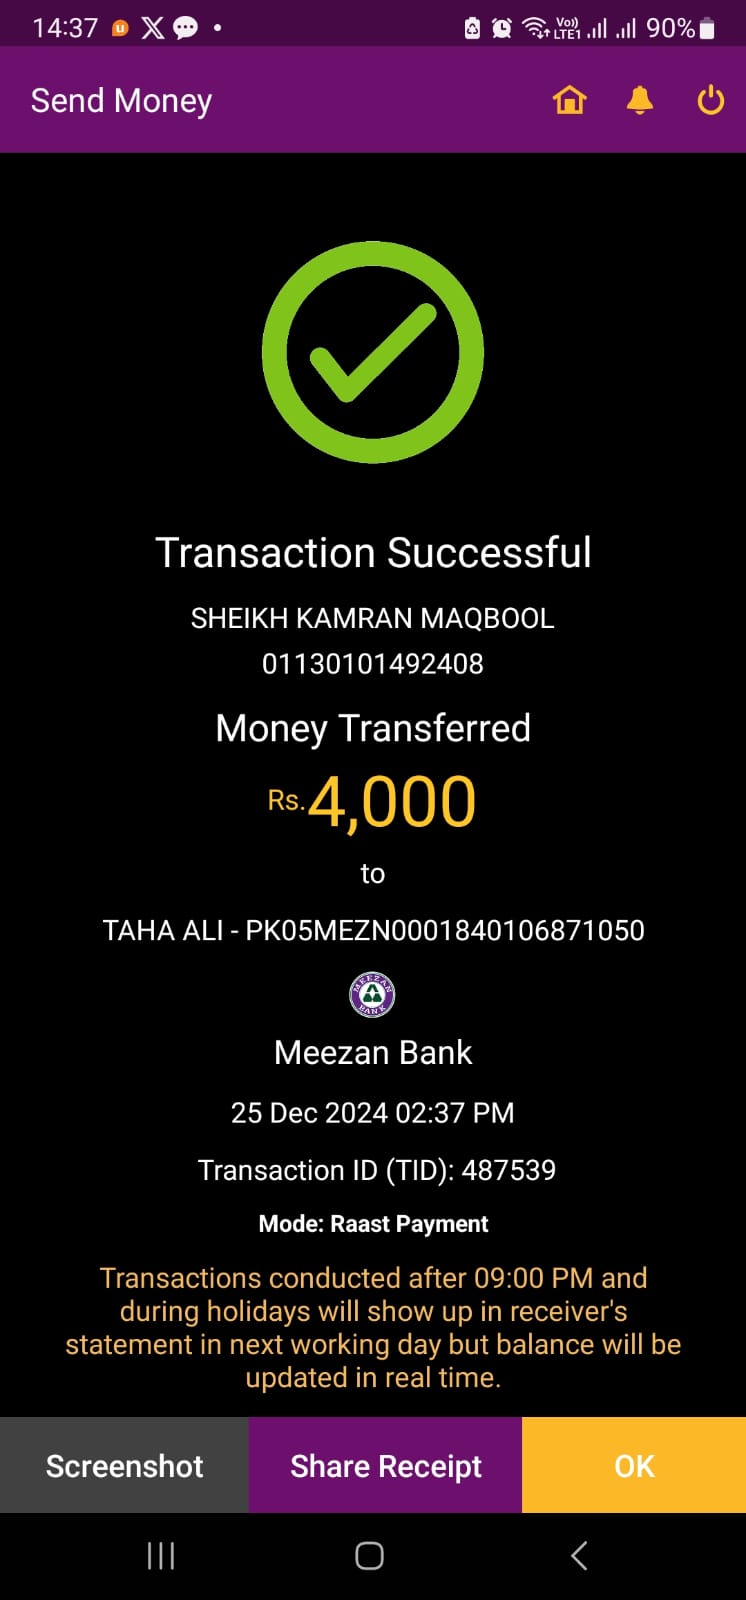 14:37
Vo))
LTE1
90%
Send Money
Transaction Successful
SHEIKH KAMRAN MAQBOOL
01130101492408
Money Transferred
Rs.4,000
to
TAHA ALI - PK05MEZN0001840106871050
MEEZAN
BANK
Meezan Bank
25 Dec 2024 02:37 PM
Transaction ID (TID): 487539
Mode: Raast Payment
Transactions conducted after 09:00 PM and
during holidays will show up in receiver's
statement in next working day but balance will be
updated in real time.
Screenshot
Share Receipt
OK